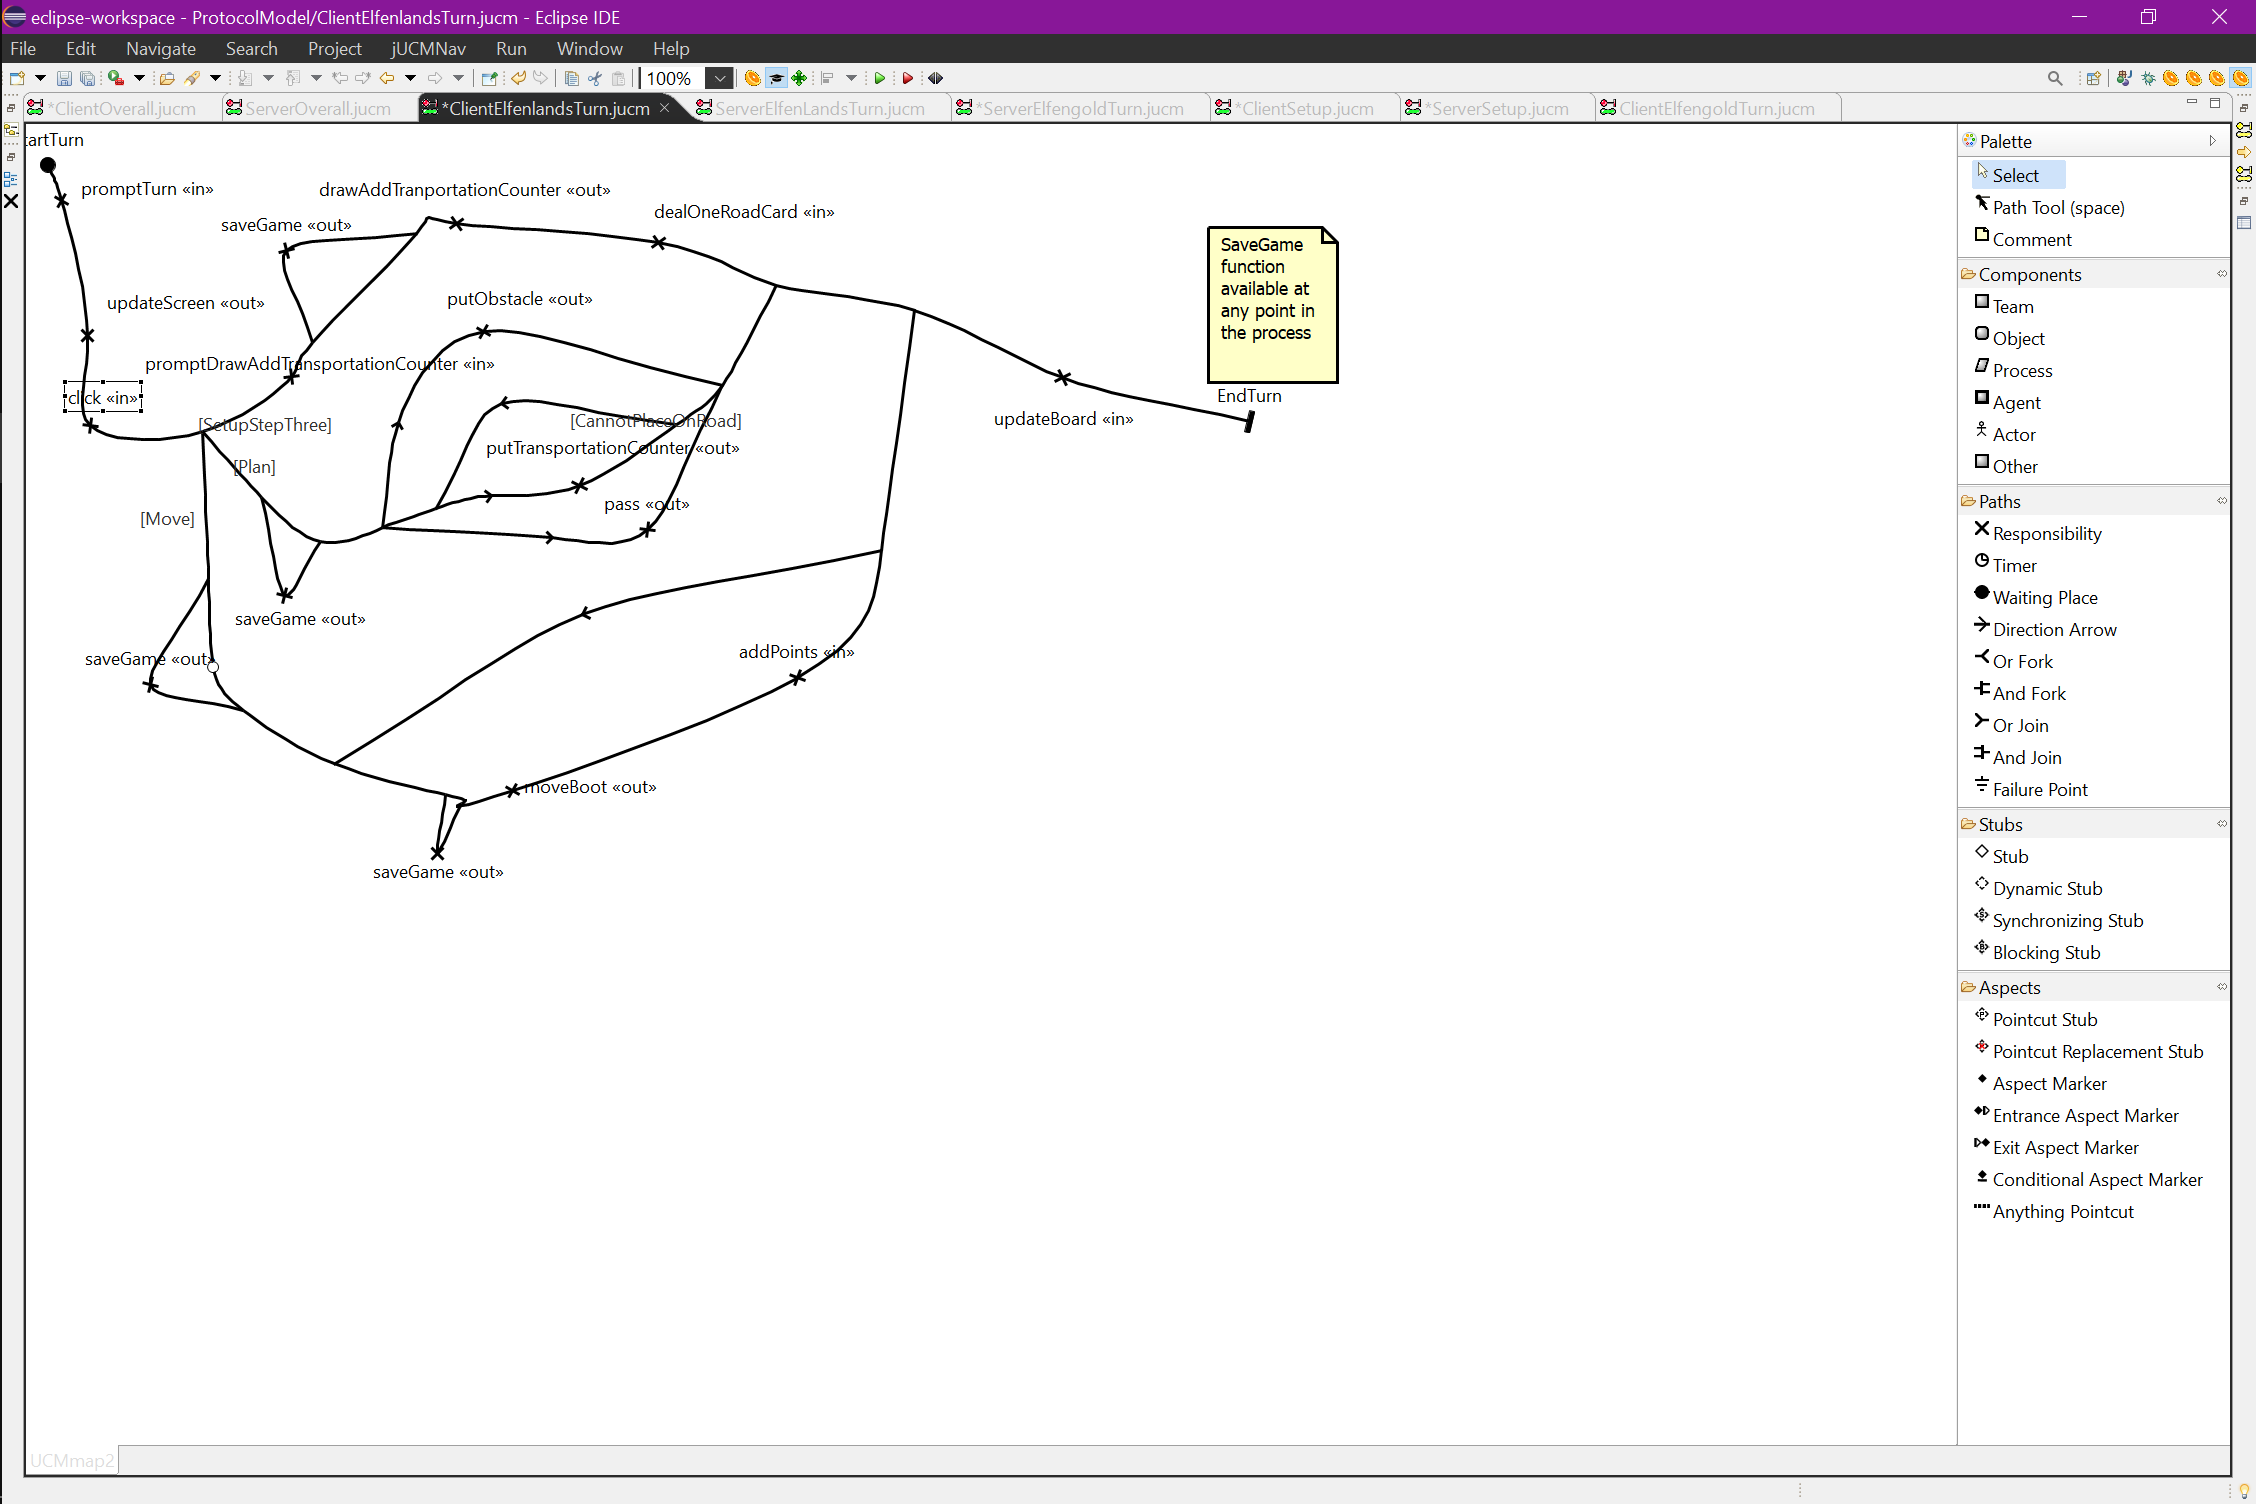 eclipse-workspace - ProtocolModel/ClientElfenlandsTurn.jucm - Eclipse IDE
File Edit Navigate Search Project jUCMNav Run Window Help
100%
*ClientOverall.jucm ServerOverall.jucm *ClientElfenlandsTurn.jucm ServerElfenLandsTurn.jucm *ServerElfengoldTurn.jucm *ClientSetup.jucm *ServerSetup.jucm ClientElfengoldTurn.jucm
artTurn
promptTurn «in»
drawAddTranportationCounter «out»
dealOneRoadCard «in»
saveGame «out»
SaveGame
function
available at
any point in
the process
updateScreen «out»
putObstacle «out»
promptDrawAddTransportationCounter «in»
click «in»
EndTurn
[SetupStepThree]
[CannotPlaceOnRoad]
updateBoard «in»
putTransportationCounter «out»
[Plan]
pass «out»
[Move]
saveGame «out»
saveGame «out»
addPoints «in»
moveBoot «out»
saveGame «out»
Palette
Select
Path Tool (space)
Comment
Components
Team
Object
Process
Agent
Actor
Other
Paths
Responsibility
Timer
Waiting Place
Direction Arrow
Or Fork
And Fork
Or Join
And Join
Failure Point
Stubs
Stub
Dynamic Stub
Synchronizing Stub
Blocking Stub
Aspects
Pointcut Stub
Pointcut Replacement Stub
Aspect Marker
Entrance Aspect Marker
Exit Aspect Marker
Conditional Aspect Marker
Anything Pointcut
UCMmap2